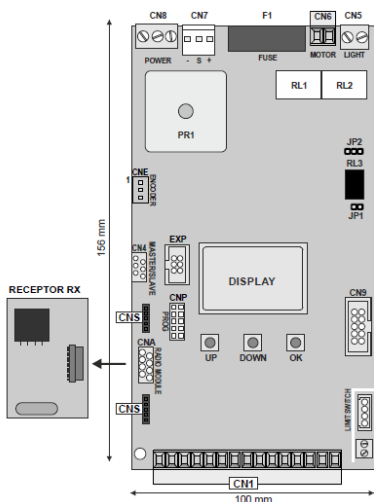 CN8 CN7 F1 CN6 CN5
POWER - S + FUSE MOTOR LIGHT
RL1 RL2
PR1
JP2
RL3
JP1
CNE
1
ENCODER
156 mm
CN4
MASTER/SLAVE
EXP
DISPLAY
CNP
PROG
CN9
RECEPTOR RX
CNS
CNA
RADIO MODULE
UP DOWN OK
CNS
LIMIT SWITCH
CN1
100 mm